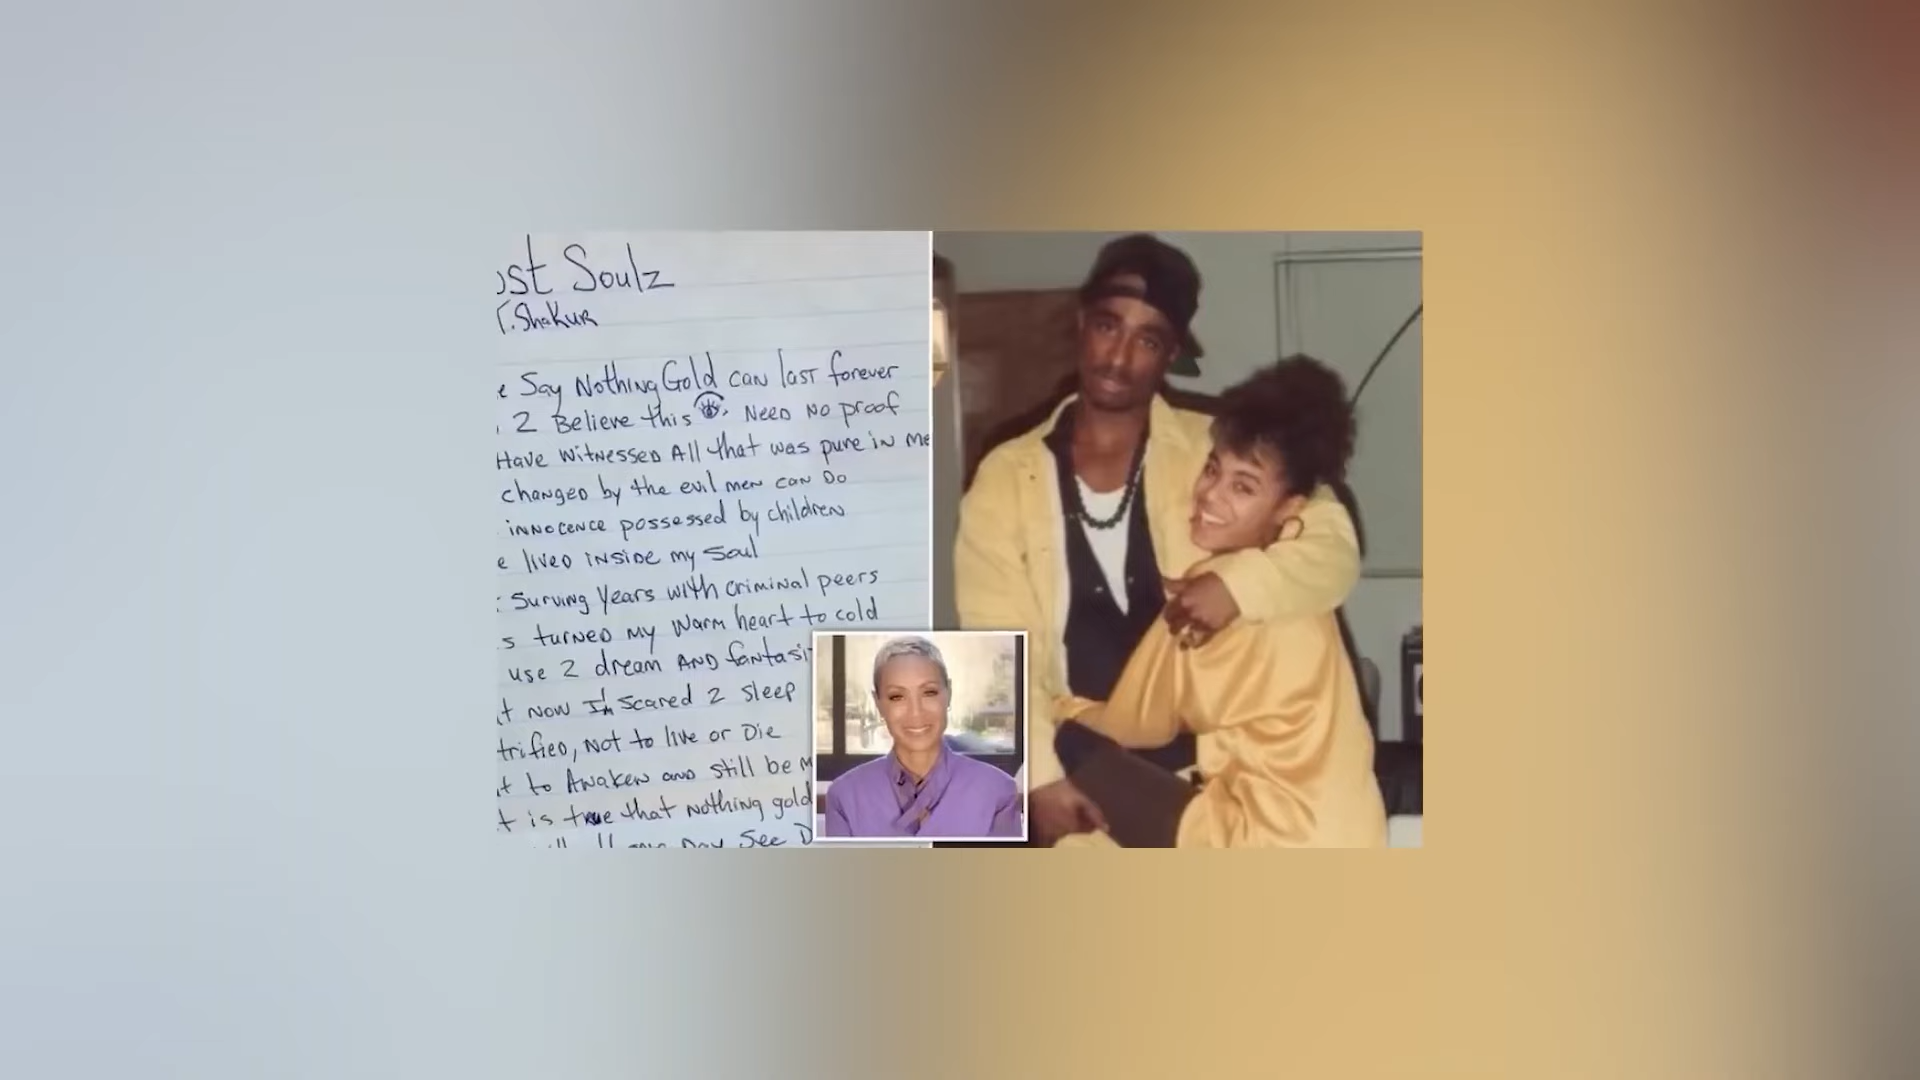 ost Soulz
T. Shakur
e Say Nothing Gold can last forever
2 Believe this 👁 Need No proof
Have Witnessed All that was pure in me
changed by the evil men can Do
innocence possessed by children
e lived inside my soul
Surving Years with criminal peers
s turned my warm heart to cold
use 2 dream AND fantasi
t now I'm scared 2 sleep
trified, Not to live or Die
t to Awaken and still be m
t is true that nothing gold
Day See D